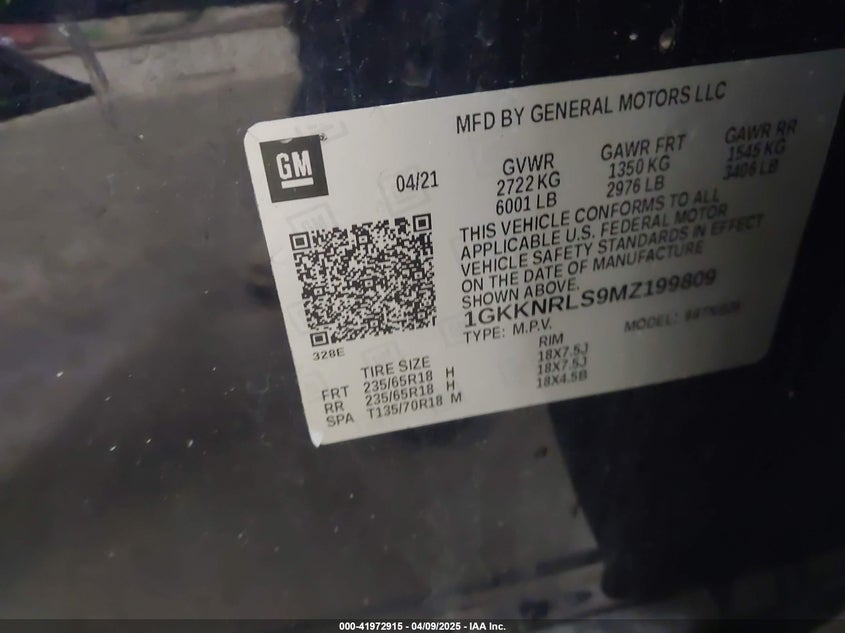 MFD BY GENERAL MOTORS LLC
GM
04/21
GVWR GAWR FRT GAWR RR
2722 KG 1350 KG 1545 KG
6001 LB 2976 LB 3406 LB
THIS VEHICLE CONFORMS TO ALL
APPLICABLE U.S. FEDERAL MOTOR
VEHICLE SAFETY STANDARDS IN EFFECT
ON THE DATE OF MANUFACTURE
SHOWN ABOVE.
1GKKNRLS9MZ199809
TYPE: M.P.V. MODEL:
328E
TIRE SIZE RIM
FRT 235/65R18 H 18X7.5J
RR 235/65R18 H 18X7.5J
SPA T135/70R18 M 18X4.5B
000-41972915 - 04/09/2025 - IAA Inc.